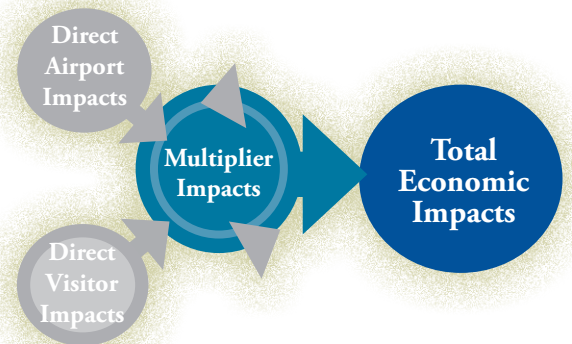 Direct
Airport
Impacts
Multiplier
Impacts
Total
Economic
Impacts
Direct
Visitor
Impacts